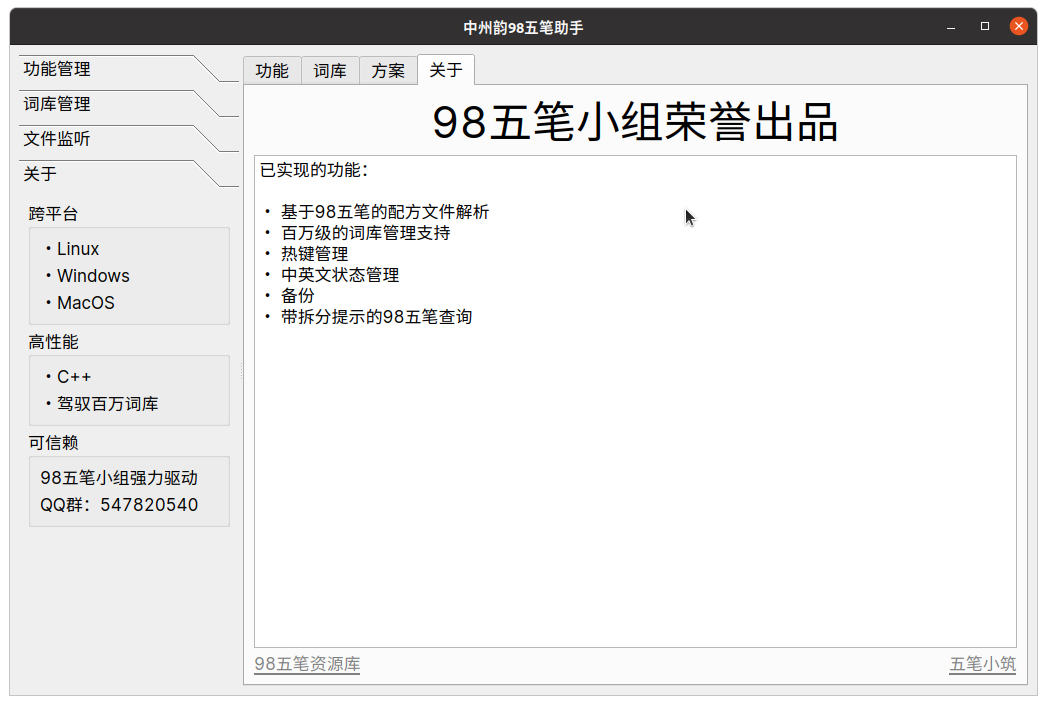 中州韵98五笔助手
功能管理
词库管理
文件监听
关于
跨平台
・Linux
・Windows
・MacOS
高性能
・C++
・驾驭百万词库
可信赖
98五笔小组强力驱动
QQ群：547820540
功能 词库 方案 关于
98五笔小组荣誉出品
已实现的功能：
・ 基于98五笔的配方文件解析
・ 百万级的词库管理支持
・ 热键管理
・ 中英文状态管理
・ 备份
・ 带拆分提示的98五笔查询
98五笔资源库 五笔小筑